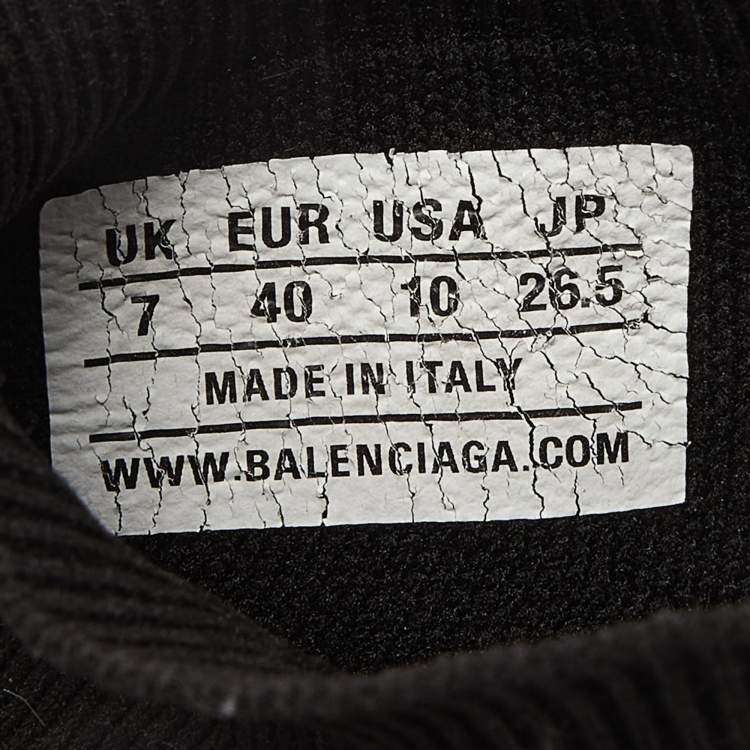 UK EUR USA JP
7 40 10 26.5
MADE IN ITALY
WWW.BALENCIAGA.COM